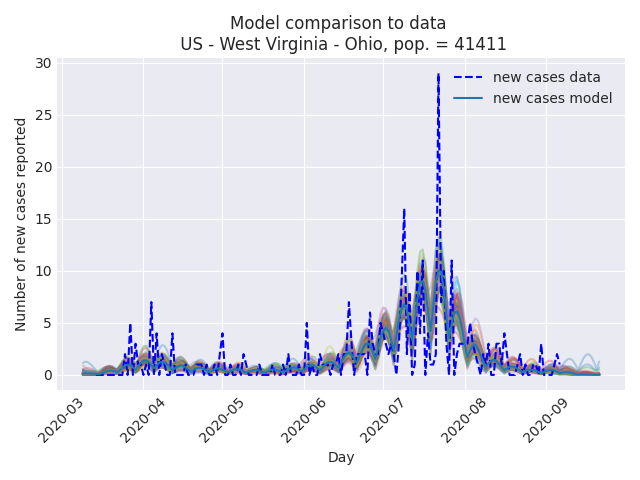 Model comparison to data
US - West Virginia - Ohio, pop. = 41411
new cases data
new cases model
Number of new cases reported
30
25
20
15
10
5
0
2020-03
2020-04
2020-05
2020-06
2020-07
2020-08
2020-09
Day